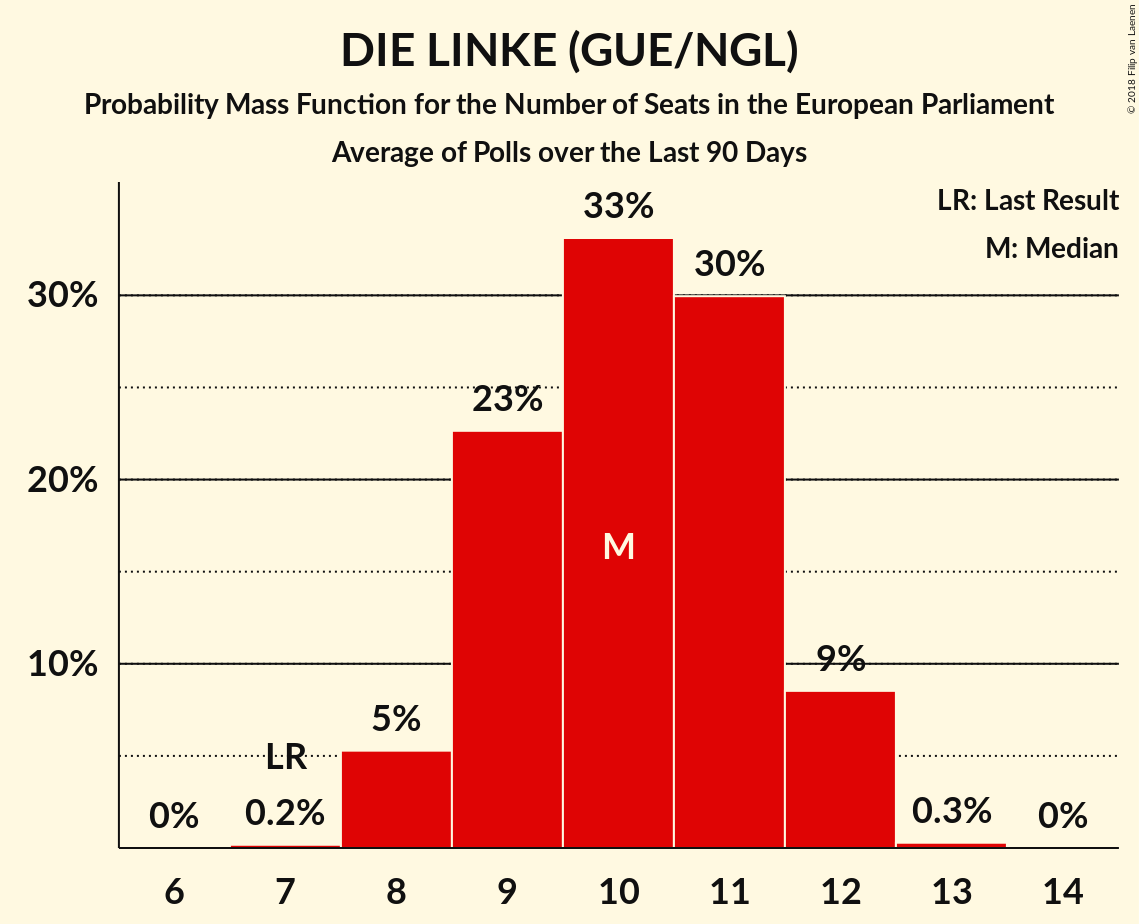 DIE LINKE (GUE/NGL)
Probability Mass Function for the Number of Seats in the European Parliament
Average of Polls over the Last 90 Days
© 2018 Filip van Laenen
LR: Last Result
M: Median
33%
30%
30%
23%
20%
M
10%
9%
5%
LR
0%
0.2%
0.3%
0%
6 7 8 9 10 11 12 13 14